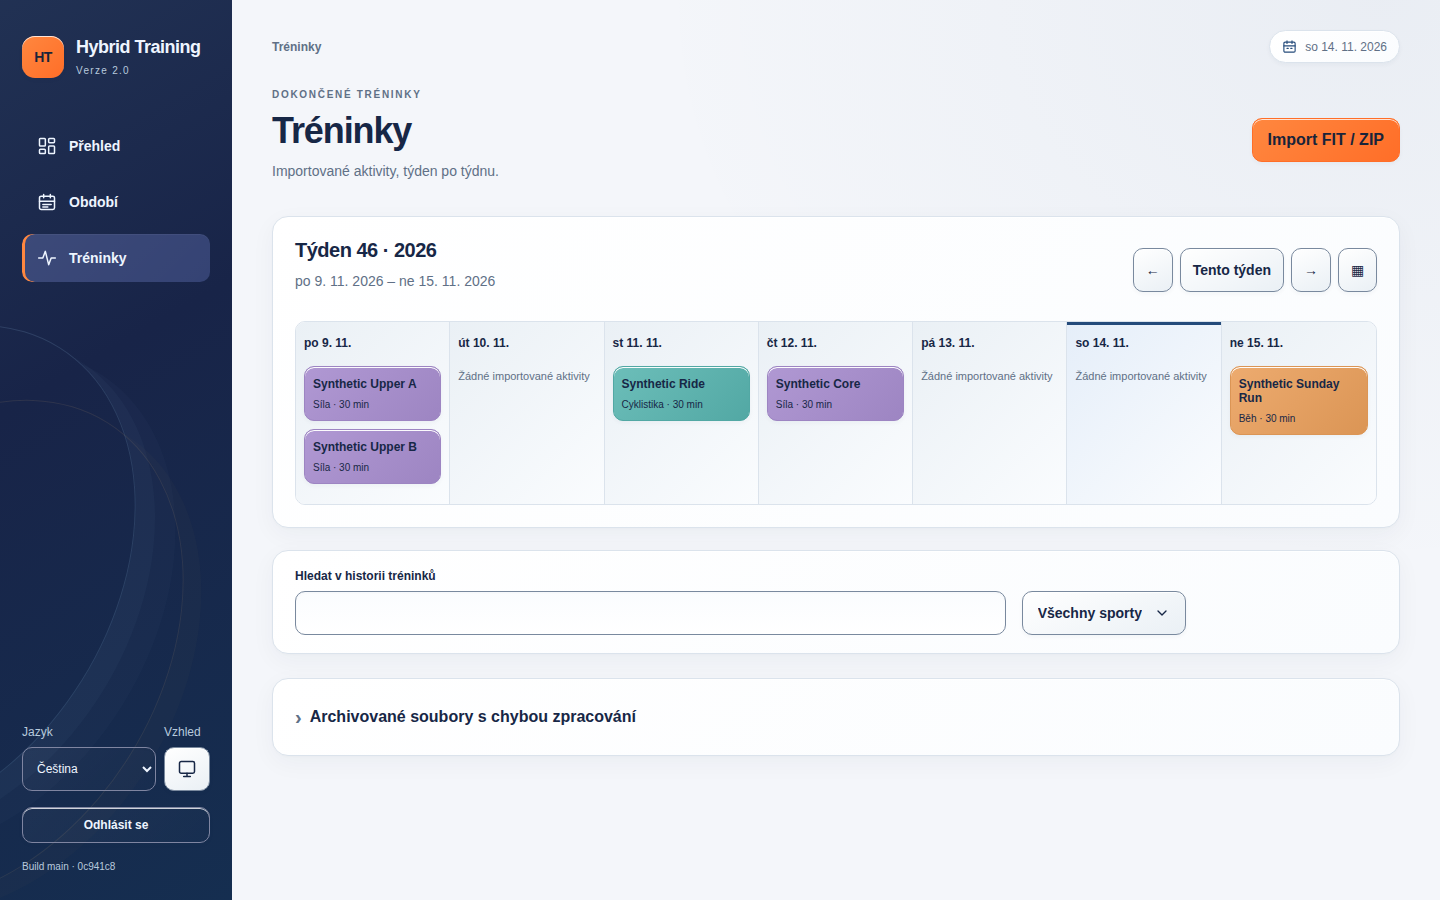 HT
Hybrid Training
Verze 2.0
Přehled
Období
Tréninky
Jazyk
Vzhled
Čeština
Odhlásit se
Build main · 0c941c8
Tréninky
so 14. 11. 2026
DOKONČENÉ TRÉNINKY
Tréninky
Importované aktivity, týden po týdnu.
Import FIT / ZIP
Týden 46 · 2026
po 9. 11. 2026 – ne 15. 11. 2026
←
Tento týden
→
po 9. 11.
Synthetic Upper A
Síla · 30 min
Synthetic Upper B
Síla · 30 min
út 10. 11.
Žádné importované aktivity
st 11. 11.
Synthetic Ride
Cyklistika · 30 min
čt 12. 11.
Synthetic Core
Síla · 30 min
pá 13. 11.
Žádné importované aktivity
so 14. 11.
Žádné importované aktivity
ne 15. 11.
Synthetic Sunday
Run
Běh · 30 min
Hledat v historii tréninků
Všechny sporty
› Archivované soubory s chybou zpracování